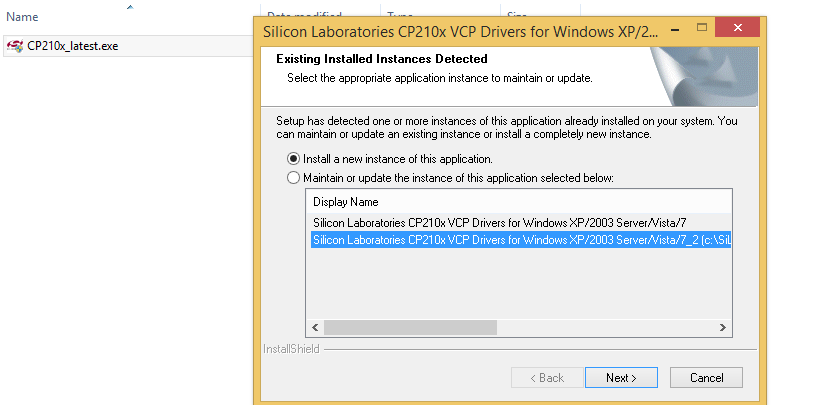 Name Date modified Type Size
CP210x_latest.exe
Silicon Laboratories CP210x VCP Drivers for Windows XP/2...
Existing Installed Instances Detected
Select the appropriate application instance to maintain or update.
Setup has detected one or more instances of this application already installed on your system. You
can maintain or update an existing instance or install a completely new instance.
Install a new instance of this application.
Maintain or update the instance of this application selected below:
Display Name
Silicon Laboratories CP210x VCP Drivers for Windows XP/2003 Server/Vista/7
Silicon Laboratories CP210x VCP Drivers for Windows XP/2003 Server/Vista/7_2 (c:\SiL
InstallShield
< Back Next > Cancel